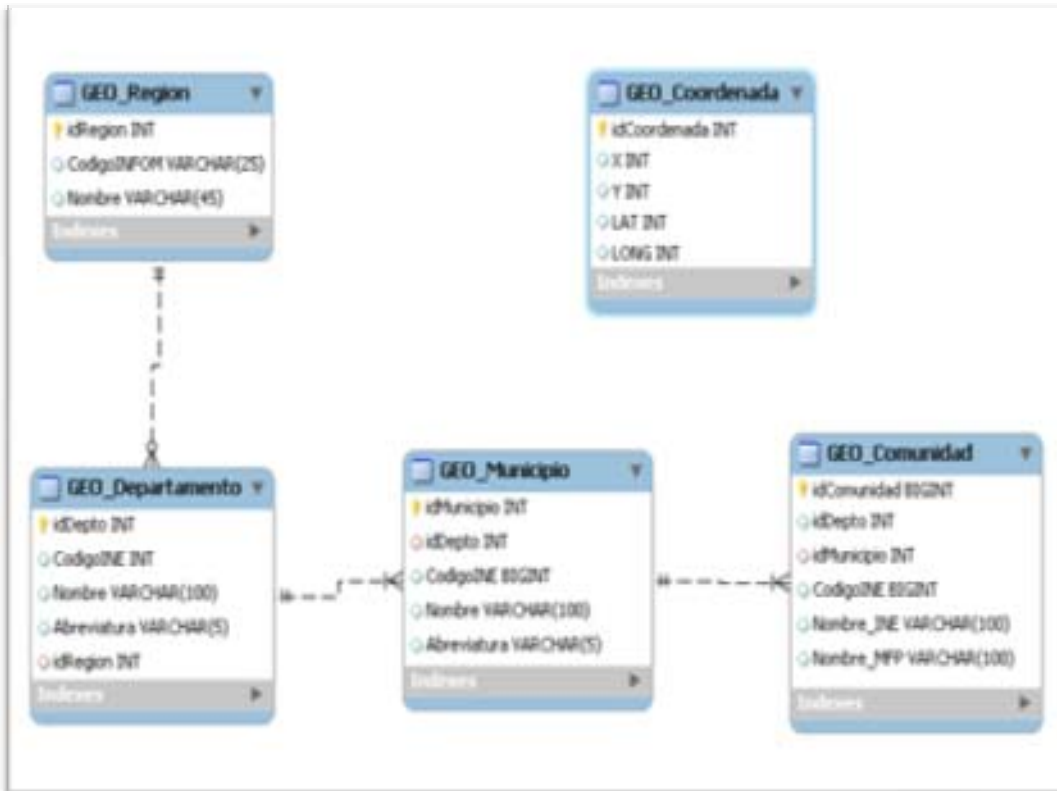 GEO_Region
idRegion INT
CodigoINFOM VARCHAR(25)
Nombre VARCHAR(45)
Indexes
GEO_Coordenada
idCoordenada INT
X INT
Y INT
LAT INT
LONG INT
Indexes
GEO_Departamento
idDepto INT
CodigoINE INT
Nombre VARCHAR(100)
Abreviatura VARCHAR(5)
idRegion INT
Indexes
GEO_Municipio
idMunicipio INT
idDepto INT
CodigoINE BIGINT
Nombre VARCHAR(100)
Abreviatura VARCHAR(5)
Indexes
GEO_Comunidad
idComunidad BIGINT
idDepto INT
idMunicipio INT
CodigoINE BIGINT
Nombre_INE VARCHAR(100)
Nombre_MFP VARCHAR(100)
Indexes